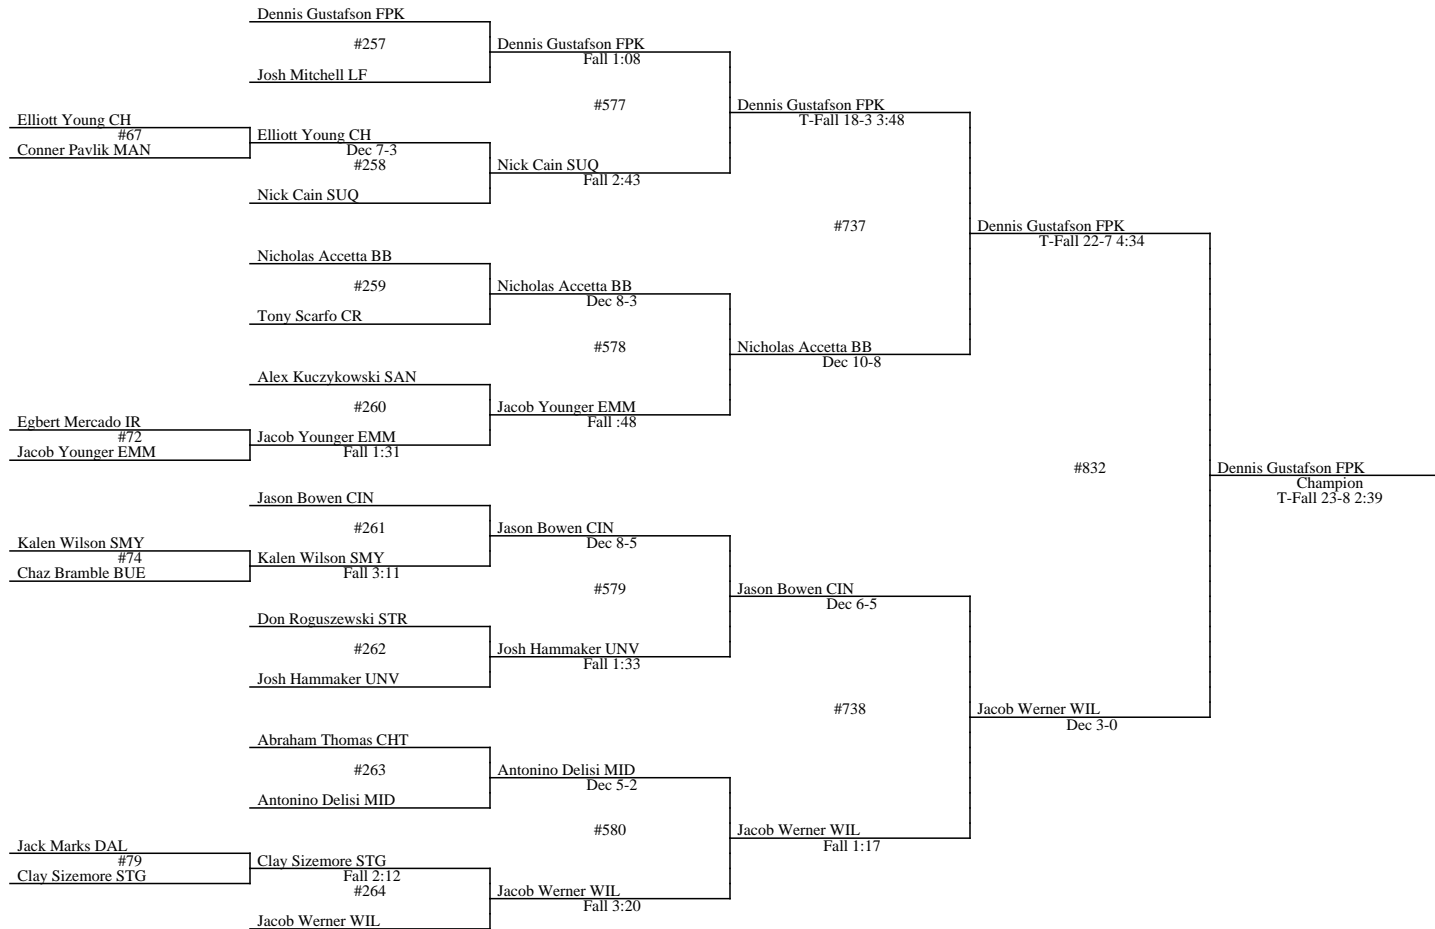 Dennis Gustafson FPK
#257
Josh Mitchell LF
Dennis Gustafson FPK
Fall 1:08
#577
Elliott Young CH
#67
Conner Pavlik MAN
Elliott Young CH
Dec 7-3
#258
Nick Cain SUQ
Nick Cain SUQ
Fall 2:43
Dennis Gustafson FPK
T-Fall 18-3 3:48
#737
Nicholas Accetta BB
#259
Tony Scarfo CR
Nicholas Accetta BB
Dec 8-3
#578
Alex Kuczykowski SAN
#260
Egbert Mercado IR
#72
Jacob Younger EMM
Jacob Younger EMM
Fall 1:31
Jacob Younger EMM
Fall :48
Nicholas Accetta BB
Dec 10-8
Dennis Gustafson FPK
T-Fall 22-7 4:34
#832
Jason Bowen CIN
#261
Kalen Wilson SMY
#74
Chaz Bramble BUE
Kalen Wilson SMY
Fall 3:11
Jason Bowen CIN
Dec 8-5
#579
Don Roguszewski STR
#262
Josh Hammaker UNV
Josh Hammaker UNV
Fall 1:33
Jason Bowen CIN
Dec 6-5
#738
Abraham Thomas CHT
#263
Antonino Delisi MID
Antonino Delisi MID
Dec 5-2
#580
Jack Marks DAL
#79
Clay Sizemore STG
Clay Sizemore STG
Fall 2:12
#264
Jacob Werner WIL
Jacob Werner WIL
Fall 3:20
Jacob Werner WIL
Fall 1:17
Jacob Werner WIL
Dec 3-0
Dennis Gustafson FPK
Champion
T-Fall 23-8 2:39